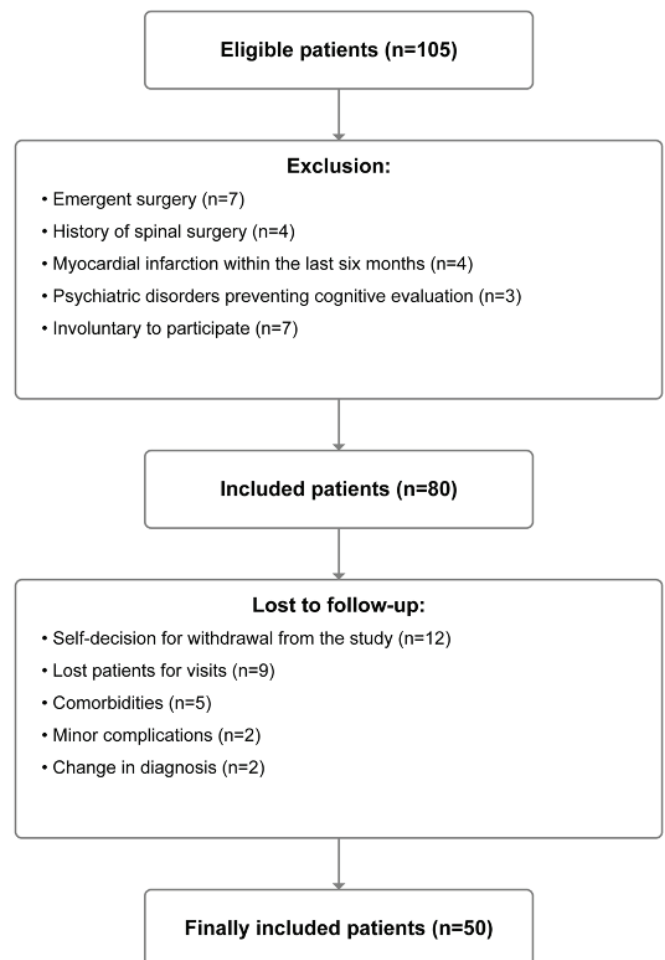 Eligible patients (n=105)
Exclusion:
• Emergent surgery (n=7)
• History of spinal surgery (n=4)
• Myocardial infarction within the last six months (n=4)
• Psychiatric disorders preventing cognitive evaluation (n=3)
• Involuntary to participate (n=7)
Included patients (n=80)
Lost to follow-up:
• Self-decision for withdrawal from the study (n=12)
• Lost patients for visits (n=9)
• Comorbidities (n=5)
• Minor complications (n=2)
• Change in diagnosis (n=2)
Finally included patients (n=50)